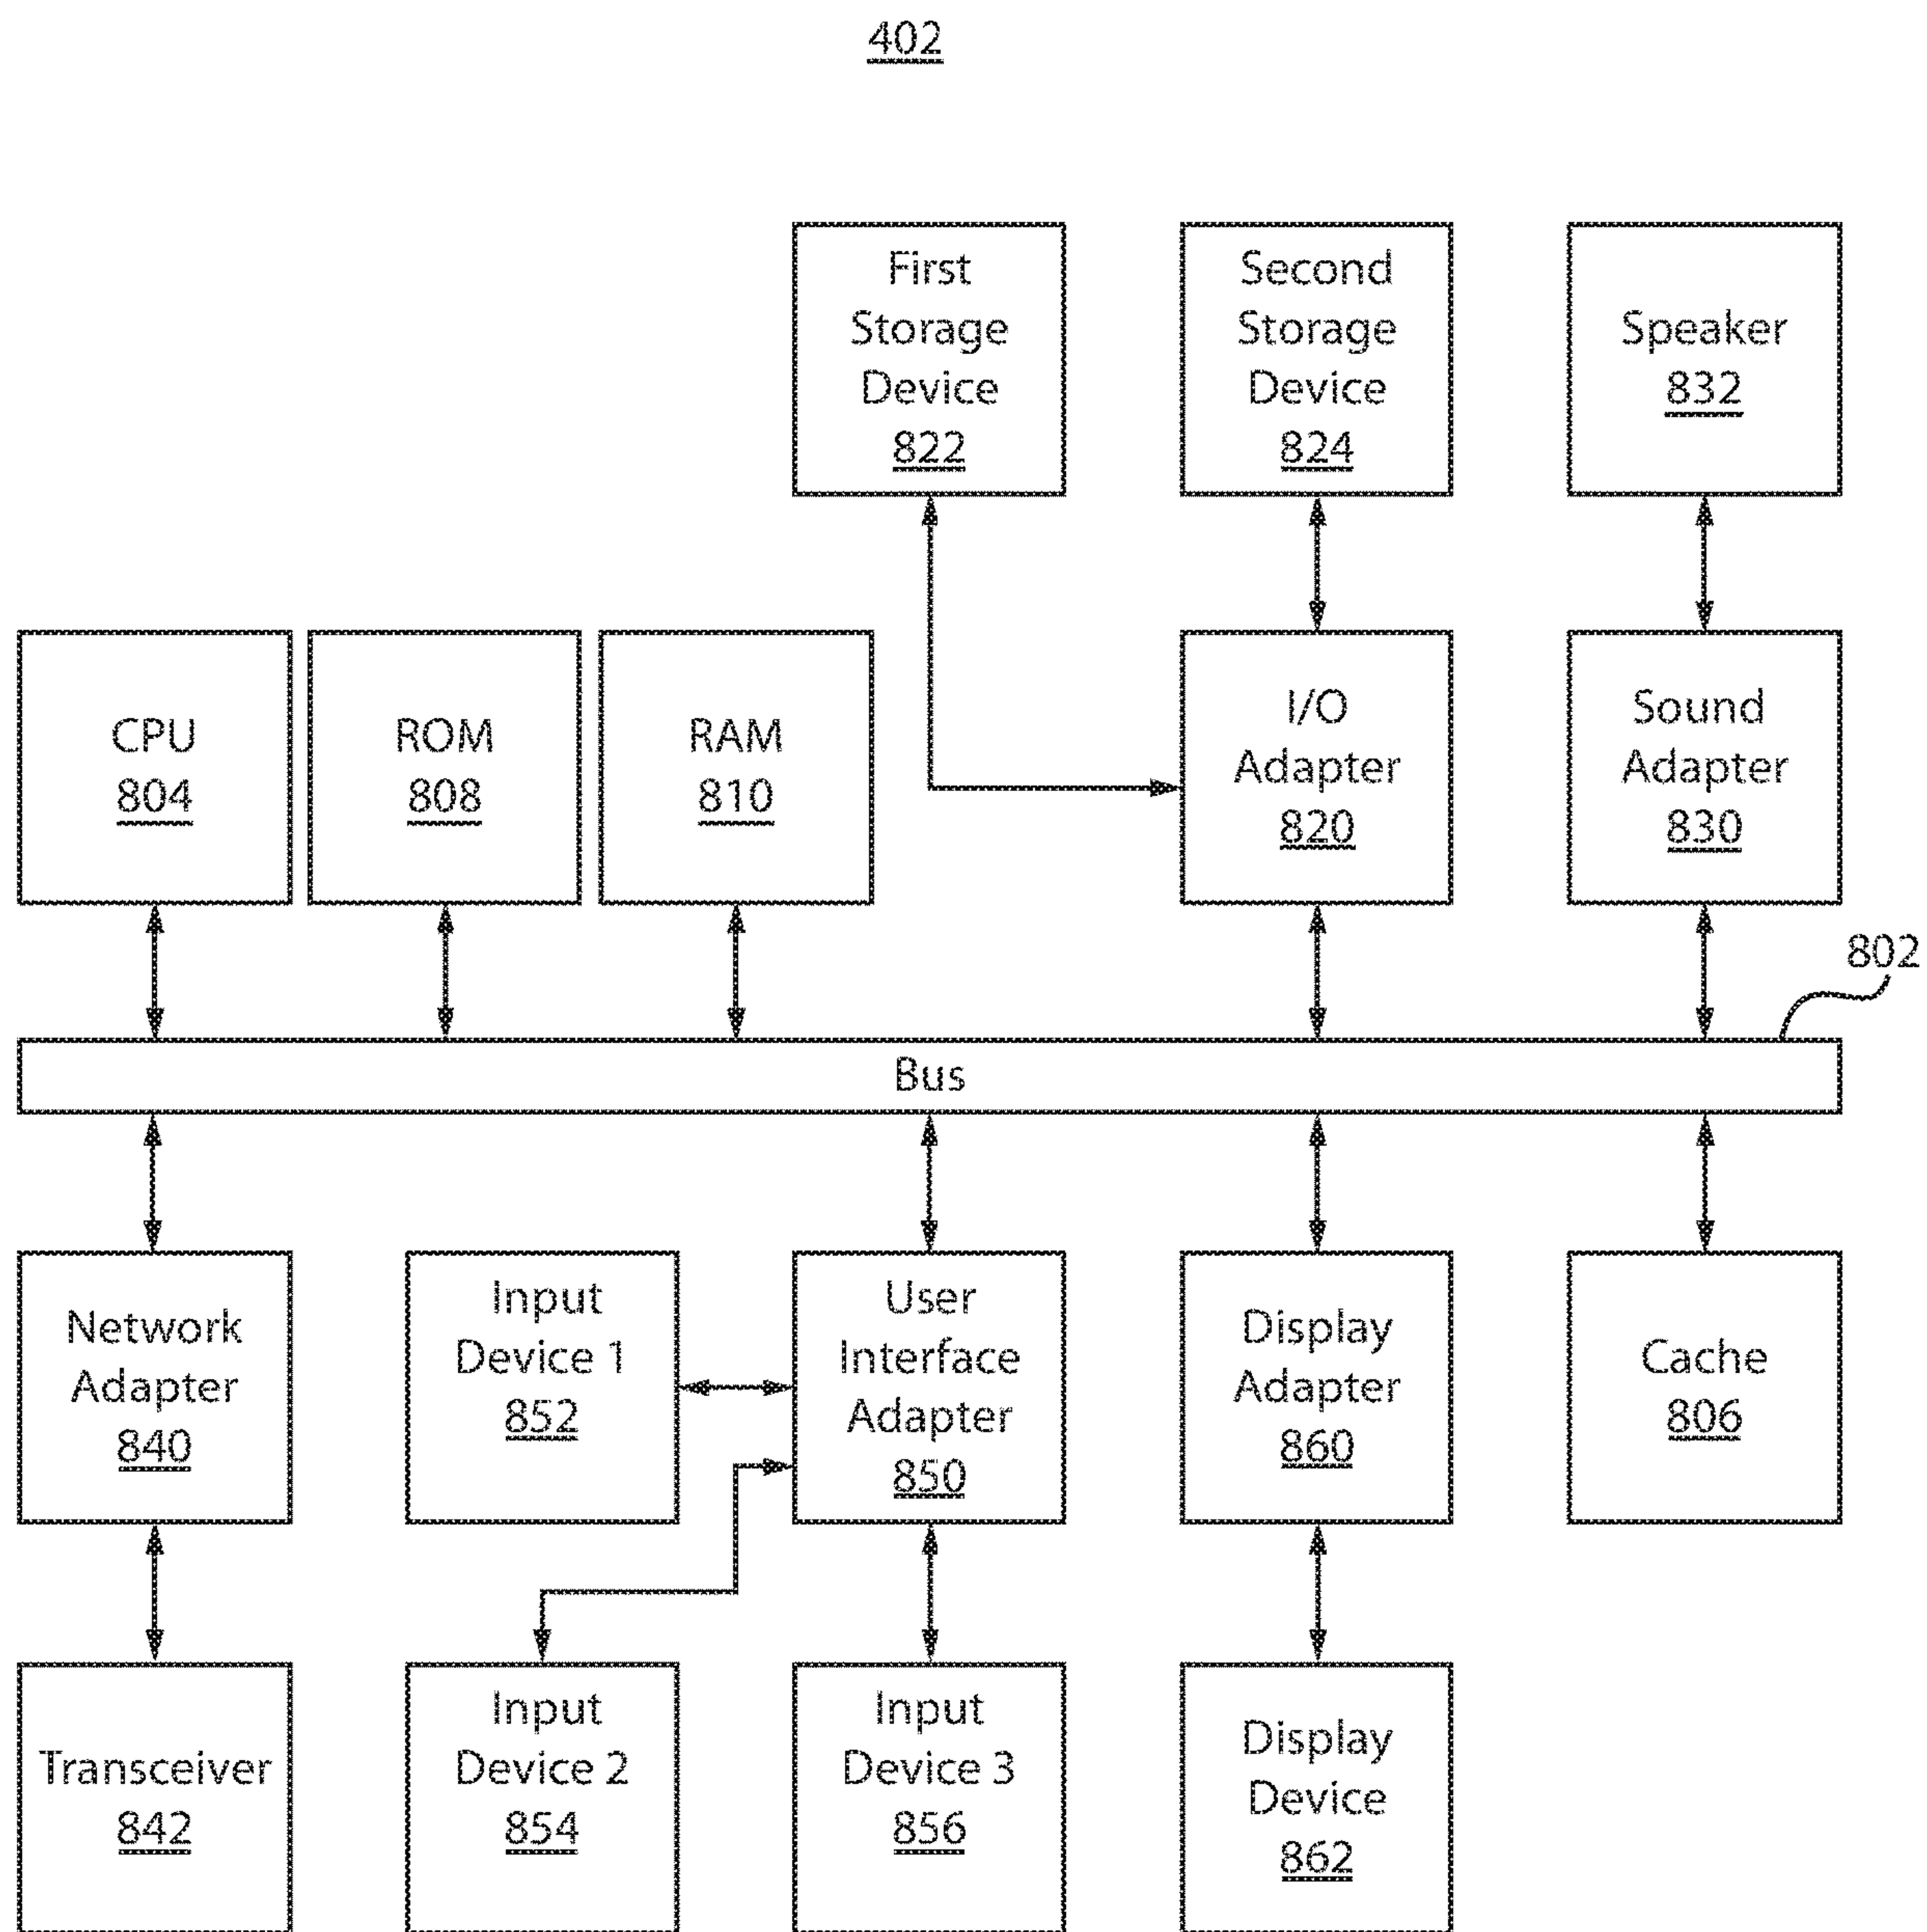 402
First
Storage
Device
822
Second
Storage
Device
824
Speaker
832
CPU
804
ROM
808
RAM
810
I/O
Adapter
820
Sound
Adapter
830
802
Bus
Network
Adapter
840
Input
Device 1
852
User
Interface
Adapter
850
Display
Adapter
860
Cache
806
Transceiver
842
Input
Device 2
854
Input
Device 3
856
Display
Device
862